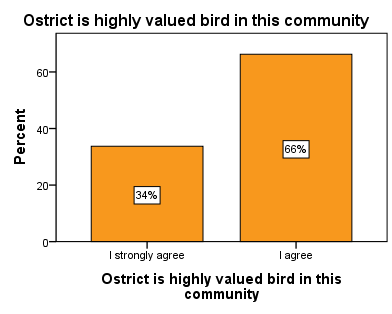 Ostrict is highly valued bird in this community
Percent
60
40
20
0
34%
66%
I strongly agree
I agree
Ostrict is highly valued bird in this
community